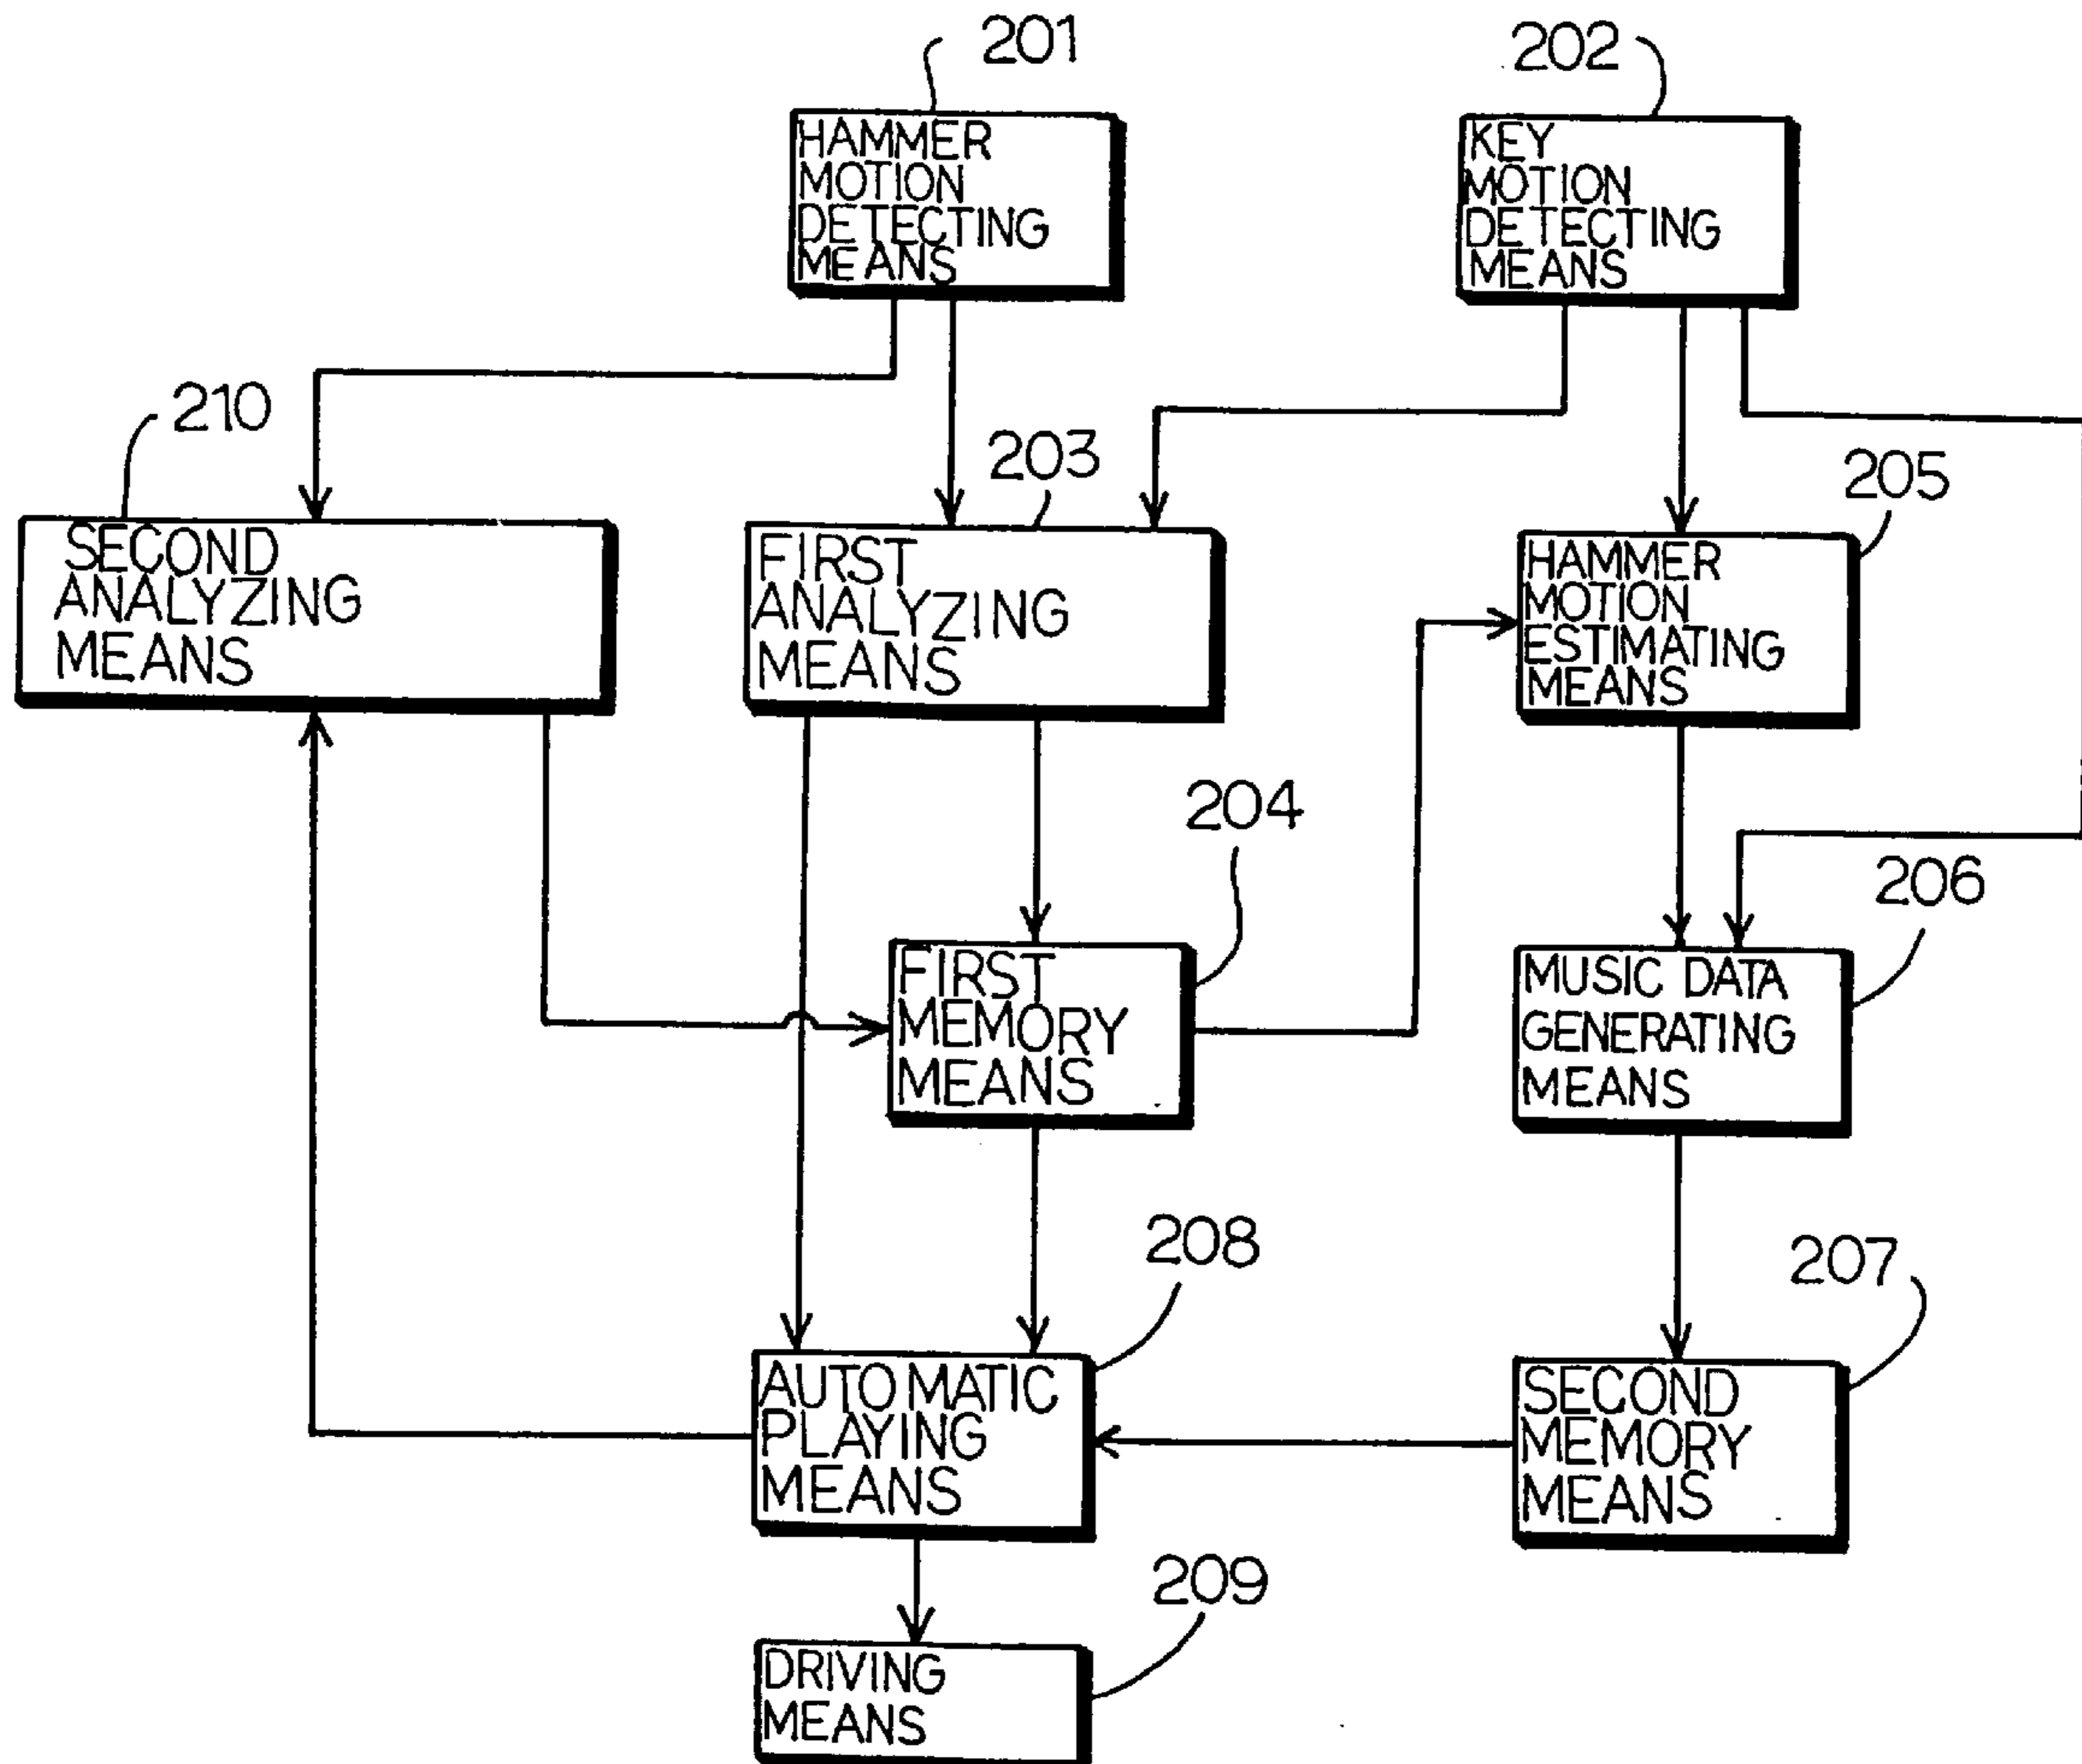 201
202
HAMMER
MOTION
DETECTING
MEANS
KEY
MOTION
DETECTING
MEANS
210
203
205
SECOND
ANALYZING
MEANS
FIRST
ANALYZING
MEANS
HAMMER
MOTION
ESTIMATING
MEANS
204
206
FIRST
MEMORY
MEANS
MUSIC DATA
GENERATING
MEANS
208
207
AUTOMATIC
PLAYING
MEANS
SECOND
MEMORY
MEANS
209
DRIVING
MEANS